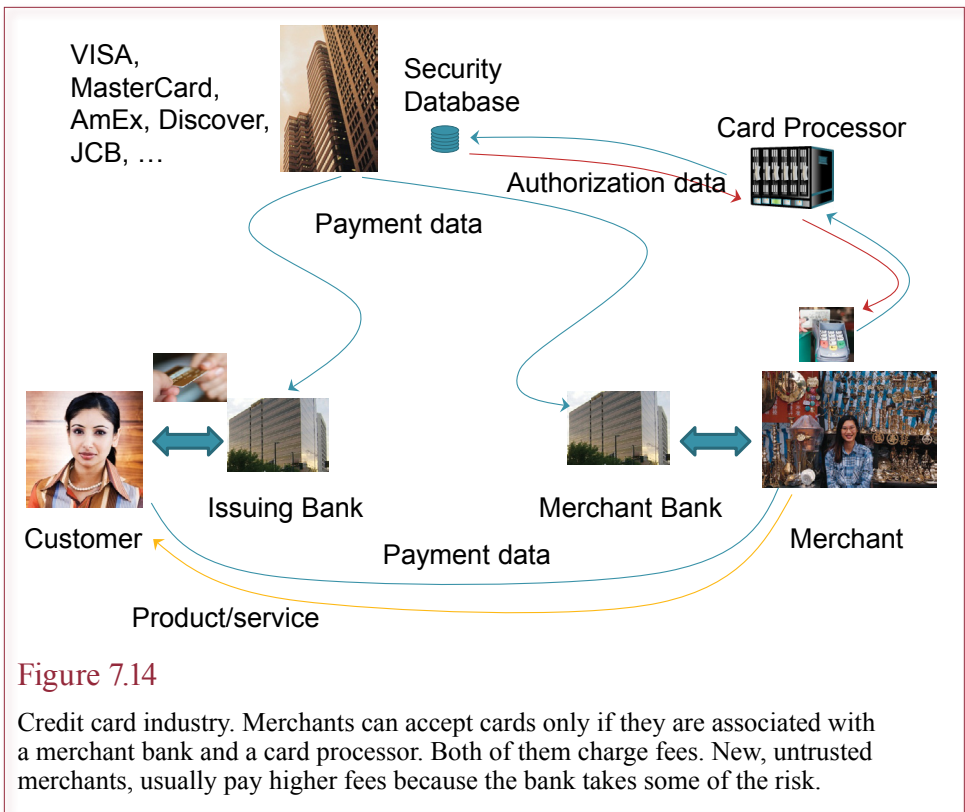 VISA,
MasterCard,
AmEx, Discover,
JCB, …
Security
Database
Card Processor
Authorization data
Payment data
Issuing Bank
Merchant Bank
Customer
Merchant
Payment data
Product/service
Figure 7.14
Credit card industry. Merchants can accept cards only if they are associated with
a merchant bank and a card processor. Both of them charge fees. New, untrusted
merchants, usually pay higher fees because the bank takes some of the risk.